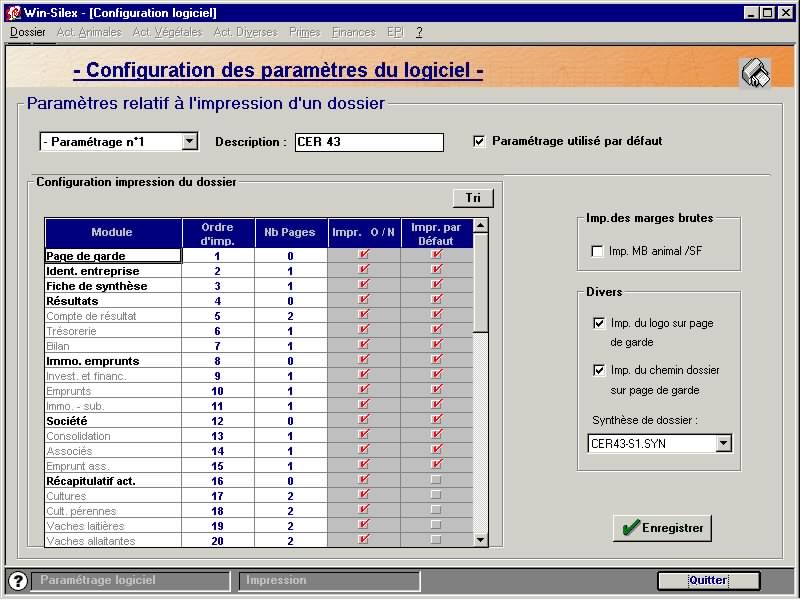 Win-Silex - [Configuration logiciel]
Dossier Act. Animales Act. Végétales Act. Diverses Primes Finances EPI ?
- Configuration des paramètres du logiciel -
Paramètres relatif à l'impression d'un dossier
- Paramétrage n°1 Description : CER 43 Paramétrage utilisé par défaut
Configuration impression du dossier
Tri
Module Ordre d'imp. Nb Pages Impr. O / N Impr. par Défaut
Page de garde 1 0
Ident. entreprise 2 1
Fiche de synthèse 3 1
Résultats 4 0
Compte de résultat 5 2
Trésorerie 6 1
Bilan 7 1
Immo. emprunts 8 0
Invest. et financ. 9 1
Emprunts 10 1
Immo. - sub. 11 1
Société 12 0
Consolidation 13 1
Associés 14 1
Emprunt ass. 15 1
Récapitulatif act. 16 0
Cultures 17 2
Cult. pérennes 18 2
Vaches laitières 19 2
Vaches allaitantes 20 2
Imp.des marges brutes
Imp. MB animal /SF
Divers
Imp. du logo sur page
de garde
Imp. du chemin dossier
sur page de garde
Synthèse de dossier :
CER43-S1.SYN
Enregistrer
? Paramétrage logiciel Impression Quitter